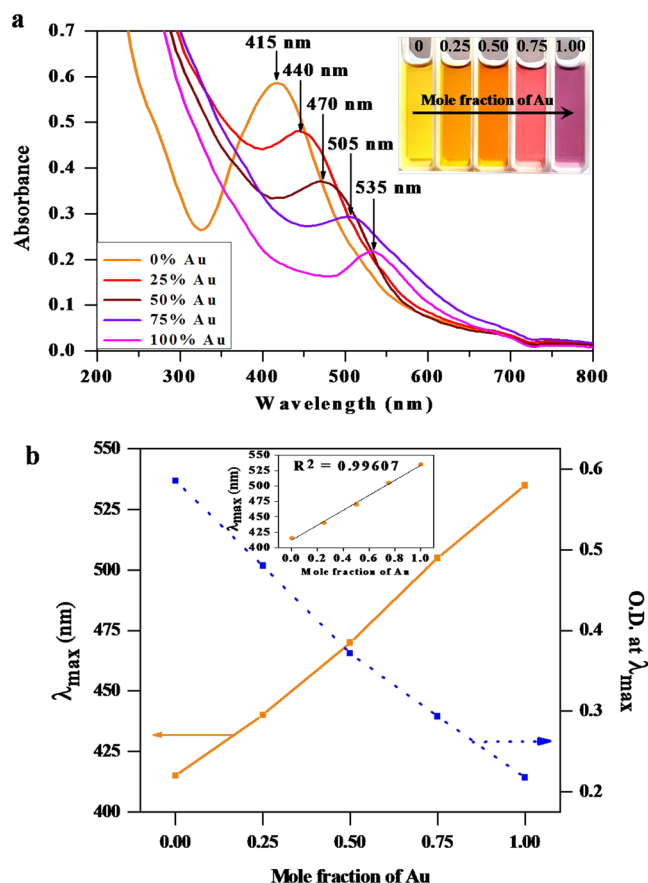 a
0.7
0.6
0.5
0.4
0.3
0.2
0.1
0.0
Absorbance
415 nm
440 nm
470 nm
505 nm
535 nm
0 0.25 0.50 0.75 1.00
Mole fraction of Au
0% Au
25% Au
50% Au
75% Au
100% Au
200 300 400 500 600 700 800
Wavelength (nm)
b
550
525
500
475
450
425
400
λmax (nm)
R² = 0.99607
550
525
500
475
450
425
400
λmax (nm)
0.0 0.2 0.4 0.6 0.8 1.0
Mole fraction of Au
0.6
0.5
0.4
0.3
0.2
O.D. at λmax
0.00 0.25 0.50 0.75 1.00
Mole fraction of Au